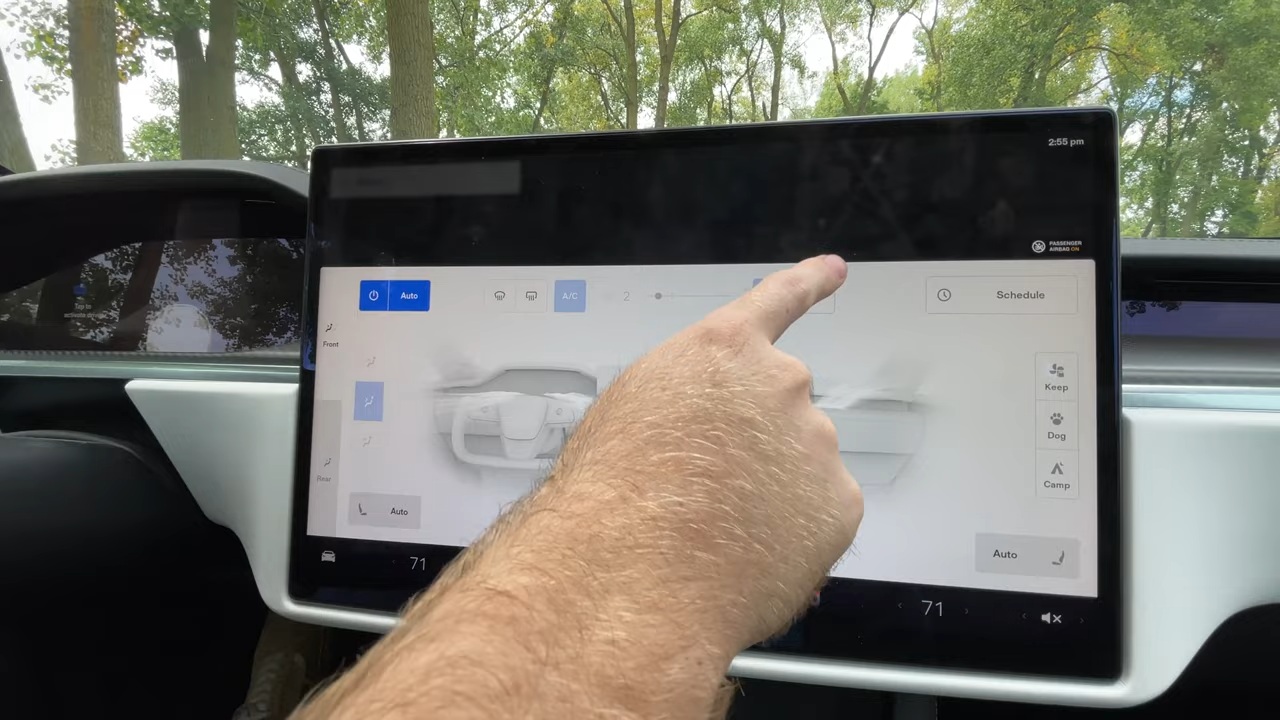 2:55 pm
PASSENGER
AIRBAG ON
Auto
A/C
2
Schedule
Front
Keep
Dog
Camp
Rear
Auto
Auto
71
71